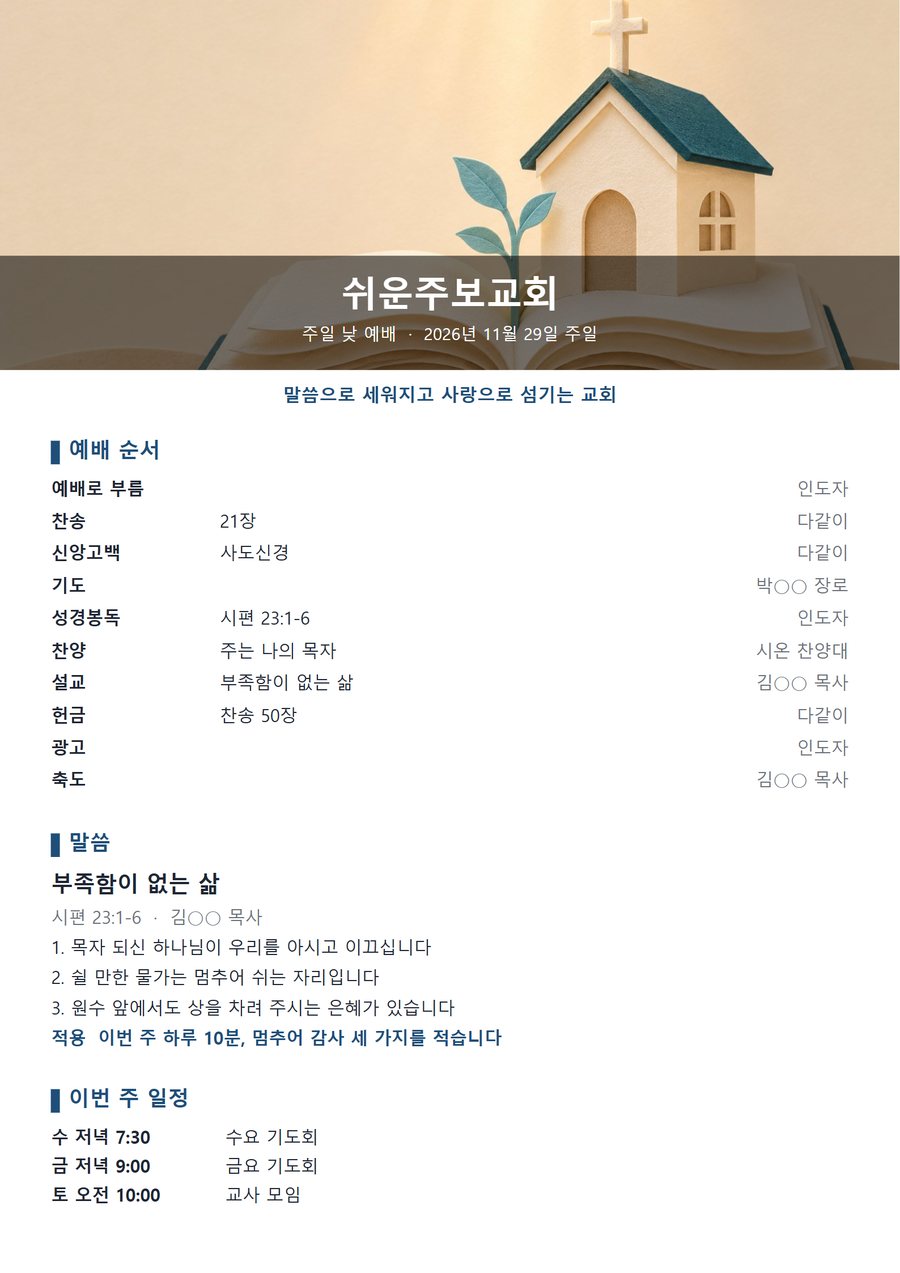 쉬운주보교회
주일 낮 예배 · 2026년 11월 29일 주일
말씀으로 세워지고 사랑으로 섬기는 교회
예배 순서
예배로 부름 인도자
찬송 21장 다같이
신앙고백 사도신경 다같이
기도 박○○ 장로
성경봉독 시편 23:1-6 인도자
찬양 주는 나의 목자 시온 찬양대
설교 부족함이 없는 삶 김○○ 목사
헌금 찬송 50장 다같이
광고 인도자
축도 김○○ 목사
말씀
부족함이 없는 삶
시편 23:1-6 · 김○○ 목사
1. 목자 되신 하나님이 우리를 아시고 이끄십니다
2. 쉴 만한 물가는 멈추어 쉬는 자리입니다
3. 원수 앞에서도 상을 차려 주시는 은혜가 있습니다
적용 이번 주 하루 10분, 멈추어 감사 세 가지를 적습니다
이번 주 일정
수 저녁 7:30 수요 기도회
금 저녁 9:00 금요 기도회
토 오전 10:00 교사 모임